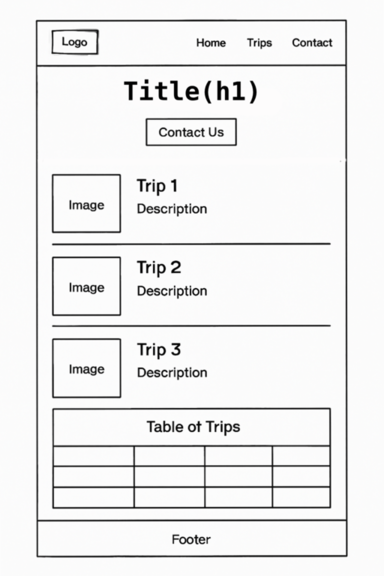 Logo
Home Trips Contact
Title(h1)
Contact Us
Image
Trip 1
Description
Image
Trip 2
Description
Image
Trip 3
Description
Table of Trips
Footer